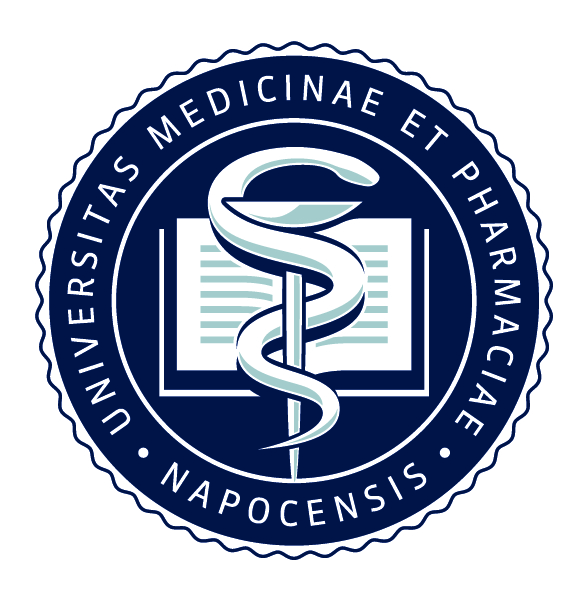 UNIVERSITAS MEDICINAE ET PHARMACIAE
• NAPOCENSIS •